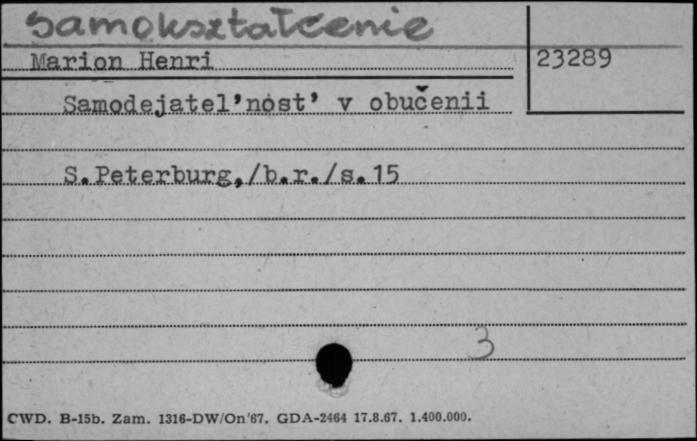 Samokształcenie
Marion Henri
23289
Samodejatel’nost’ v obučenii
S.Peterburg,/b.r./s.15
3
CWD. B-15b. Zam. 1316-DW/On'67. GDA-2464 17.8.67. 1.400.000.